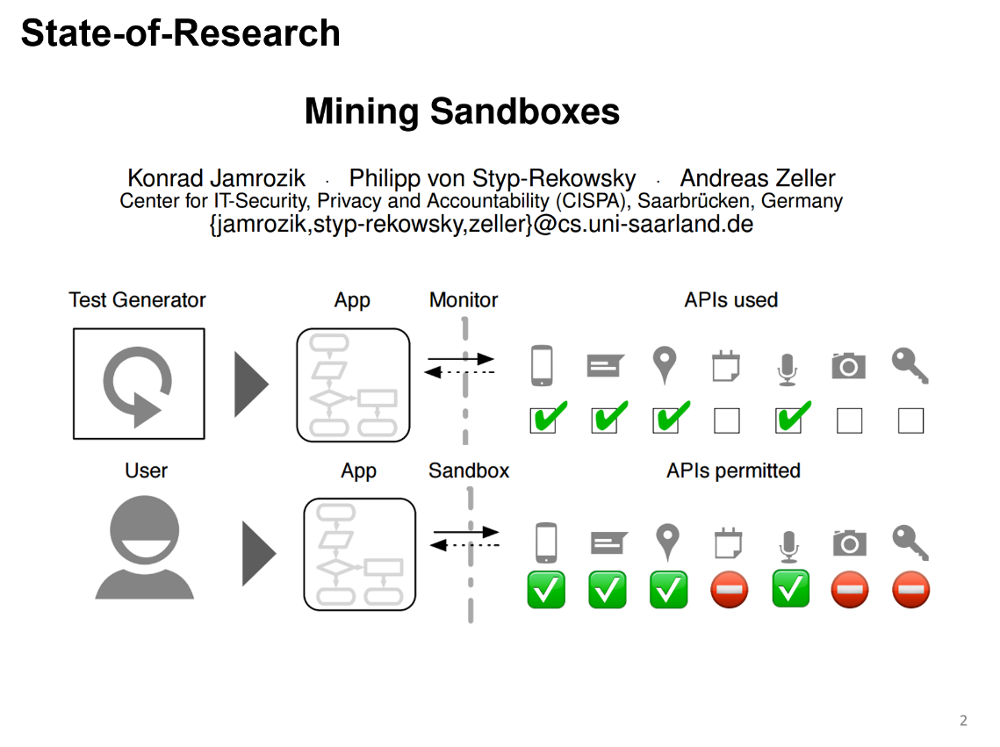 State-of-Research
Mining Sandboxes
Konrad Jamrozik · Philipp von Styp-Rekowsky · Andreas Zeller
Center for IT-Security, Privacy and Accountability (CISPA), Saarbrücken, Germany
{jamrozik,styp-rekowsky,zeller}@cs.uni-saarland.de
Test Generator App Monitor APIs used
User App Sandbox APIs permitted
2